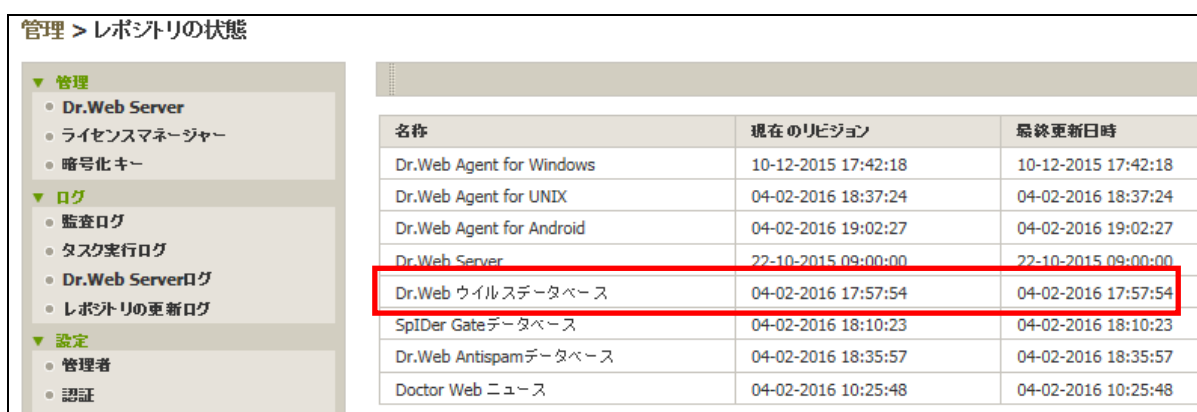 管理 > レポジトリの状態
▼ 管理
Dr.Web Server
ライセンスマネージャー
暗号化キー
▼ ログ
監査ログ
タスク実行ログ
Dr.Web Serverログ
レポジトリの更新ログ
▼ 設定
管理者
認証
名称 現在のリビジョン 最終更新日時
Dr.Web Agent for Windows 10-12-2015 17:42:18 10-12-2015 17:42:18
Dr.Web Agent for UNIX 04-02-2016 18:37:24 04-02-2016 18:37:24
Dr.Web Agent for Android 04-02-2016 19:02:27 04-02-2016 19:02:27
Dr.Web Server 22-10-2015 09:00:00 22-10-2015 09:00:00
Dr.Web ウイルスデータベース 04-02-2016 17:57:54 04-02-2016 17:57:54
SpIDer Gateデータベース 04-02-2016 18:10:23 04-02-2016 18:10:23
Dr.Web Antispamデータベース 04-02-2016 18:35:57 04-02-2016 18:35:57
Doctor Web ニュース 04-02-2016 10:25:48 04-02-2016 10:25:48